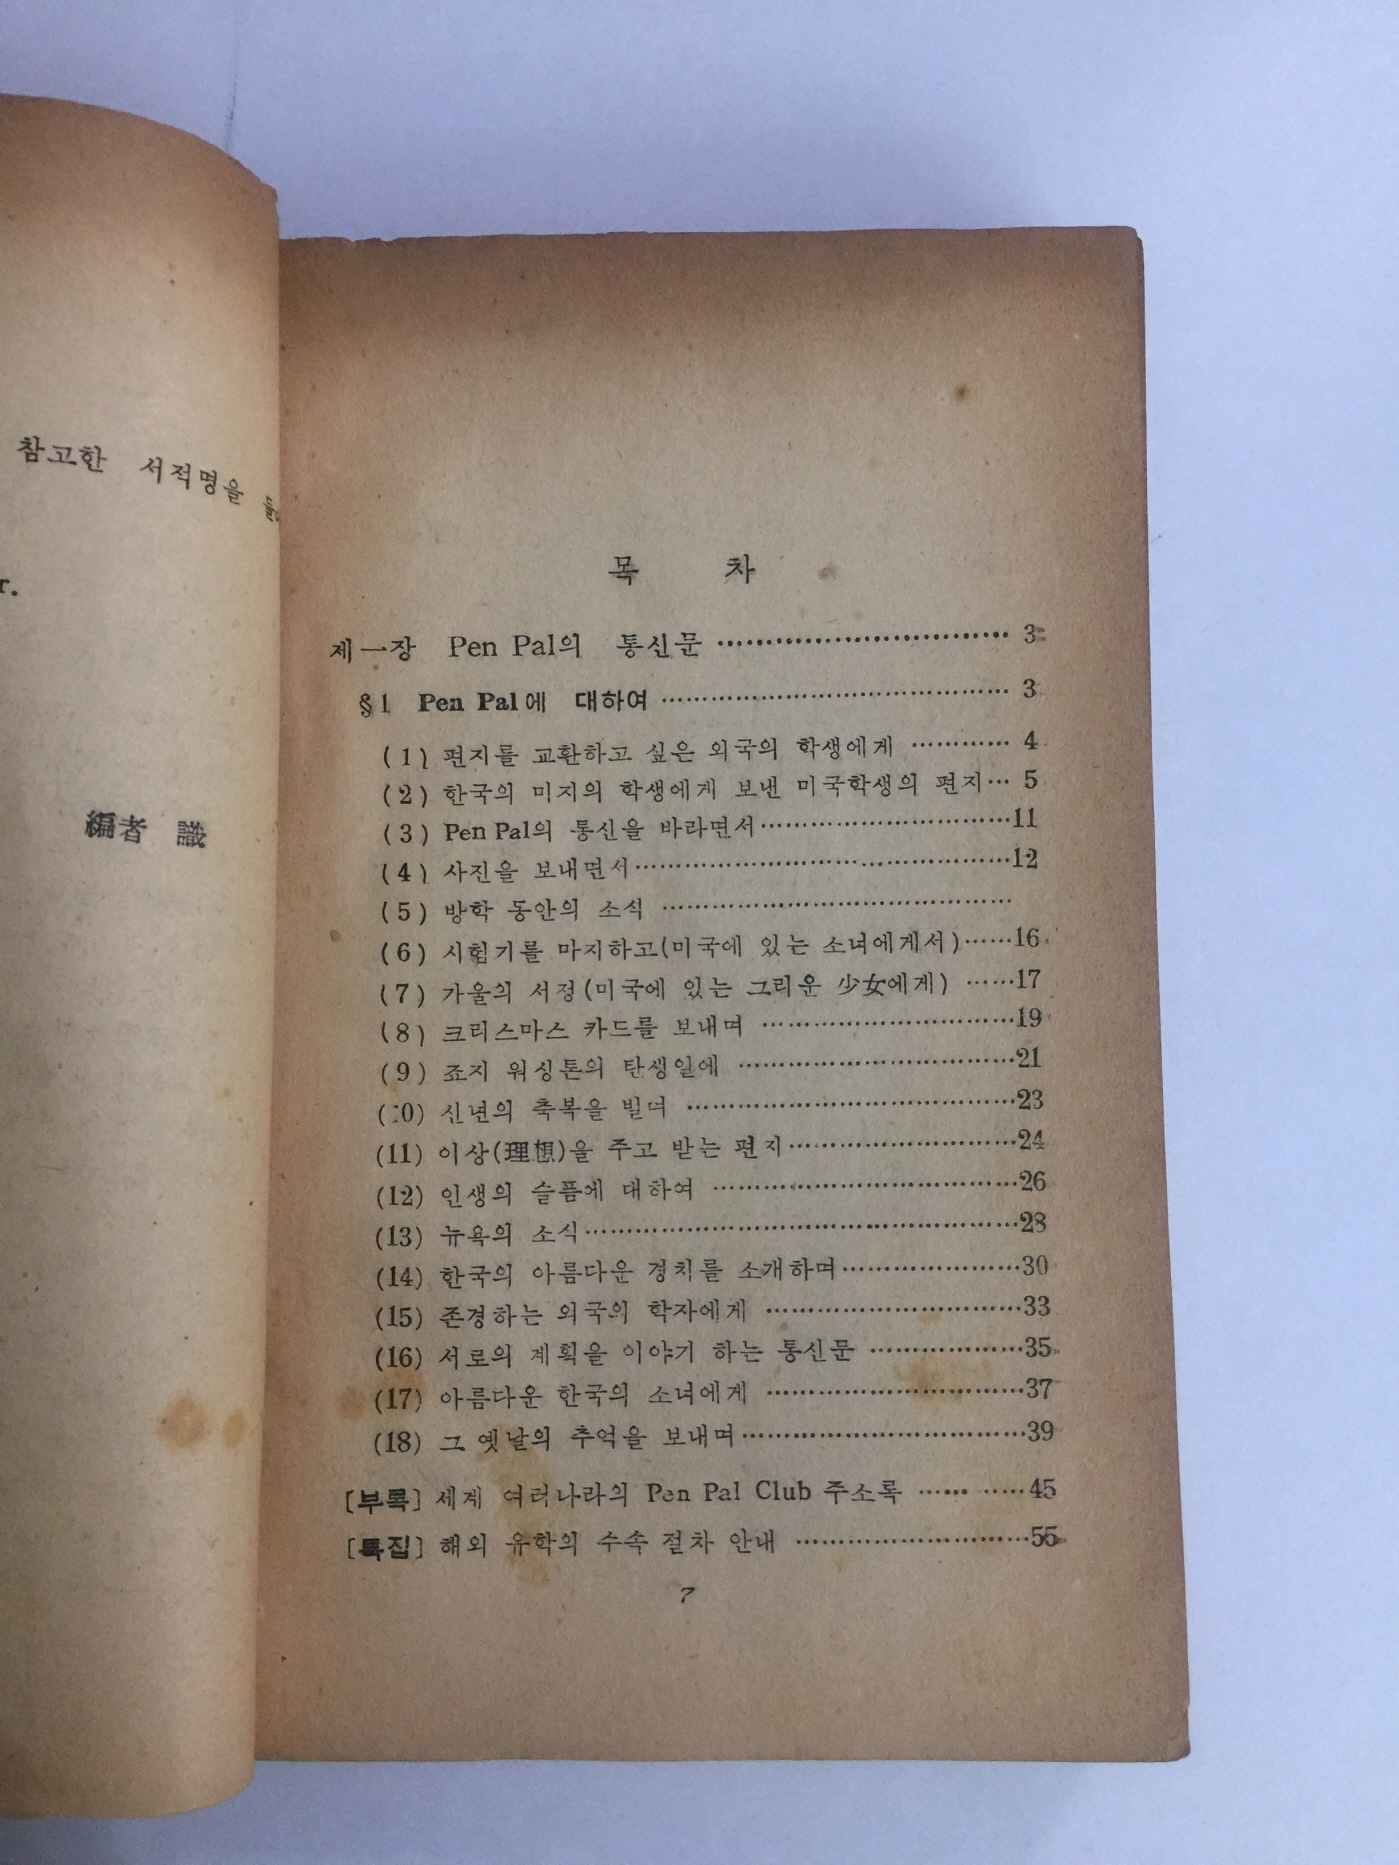 참고한 서적명을
r.
編者 識
목 차
제一장 Pen Pal의 통신문 ……………………………… 3
§1 Pen Pal에 대하여 ……………………………………… 3
(1) 편지를 교환하고 싶은 외국의 학생에게 ………… 4
(2) 한국의 미지의 학생에게 보낸 미국학생의 편지… 5
(3) Pen Pal의 통신을 바라면서…………………………11
(4) 사진을 보내면서………………………………………12
(5) 방학 동안의 소식 ……………………………………
(6) 시험기를 마지하고(미국에 있는 소녀에게서)……16
(7) 가울의 서정(미국에 있는 그리운 少女에게) ……17
(8) 크리스마스 카드를 보내며 …………………………19
(9) 죠지 워싱톤의 탄생일에 ……………………………21
(10) 신년의 축복을 빌며 …………………………………23
(11) 이상(理想)을 주고 받는 편지………………………24
(12) 인생의 슬픔에 대하여 ………………………………26
(13) 뉴욕의 소식……………………………………………28
(14) 한국의 아름다운 경치를 소개하며…………………30
(15) 존경하는 외국의 학자에게 …………………………33
(16) 서로의 계획을 이야기 하는 통신문 ………………35
(17) 아름다운 한국의 소녀에게 …………………………37
(18) 그 옛날의 추억을 보내며……………………………39
[부록] 세계 여러나라의 Pen Pal Club 주소록 …… ……45
[특집] 해외 유학의 수속 절차 안내 ………………………55
7